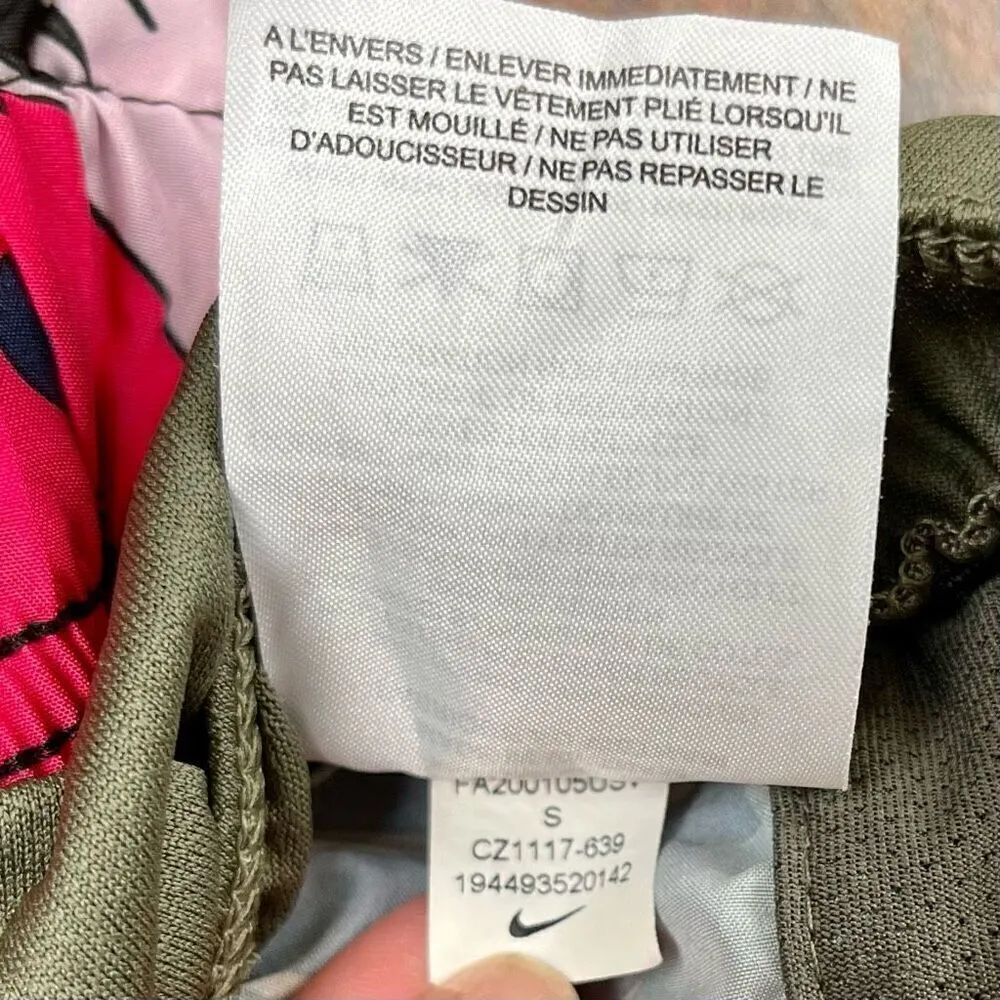 A L'ENVERS / ENLEVER IMMEDIATEMENT / NE
PAS LAISSER LE VÊTEMENT PLIÉ LORSQU'IL
EST MOUILLÉ / NE PAS UTILISER
D'ADOUCISSEUR / NE PAS REPASSER LE
DESSIN
S
CZ1117-639
194493520142